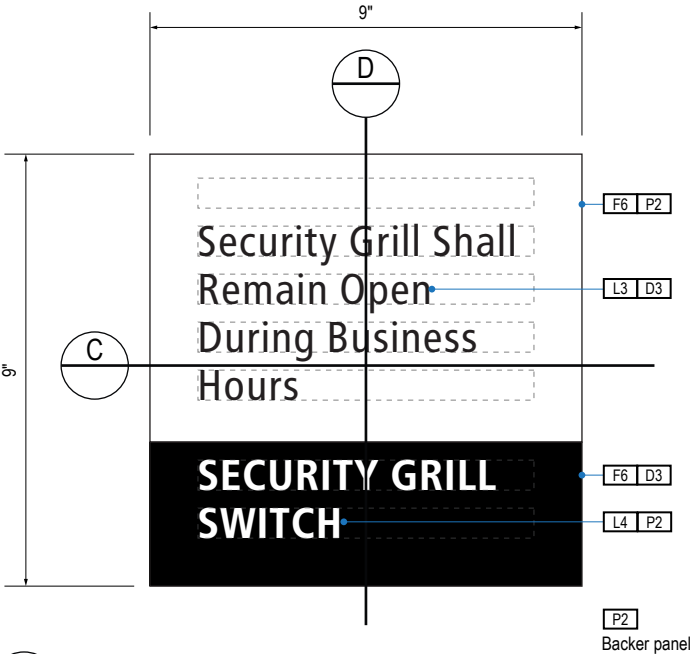 9"
D
F6 P2
Security Grill Shall
Remain Open
L3 D3
During Business
C
9"
Hours
SECURITY GRILL
F6 D3
SWITCH
L4 P2
P2
Backer panel